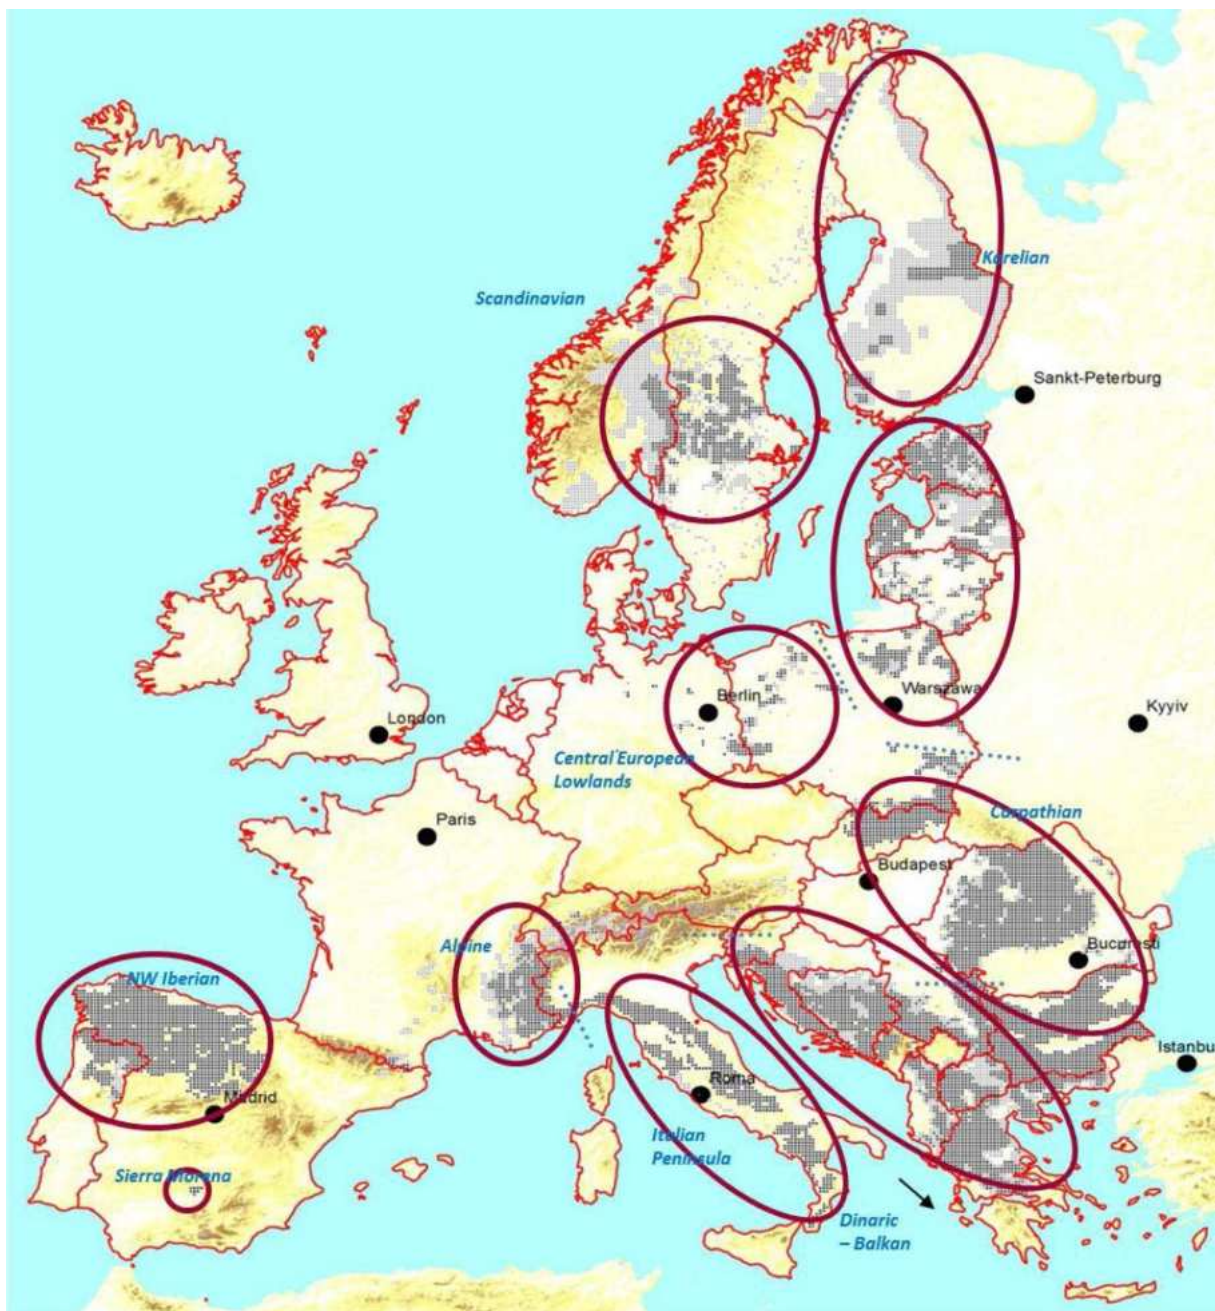 Karelian
Scandinavian
Sankt-Peterburg
Warszawa
Berlin
Kyyiv
London
Central European
Lowlands
Paris
Carpathian
Budapest
Alpine
Bucuresti
NW Iberian
Istanbu
Roma
Madrid
Italian
Peninsula
Sierra Morena
Dinaric
– Balkan